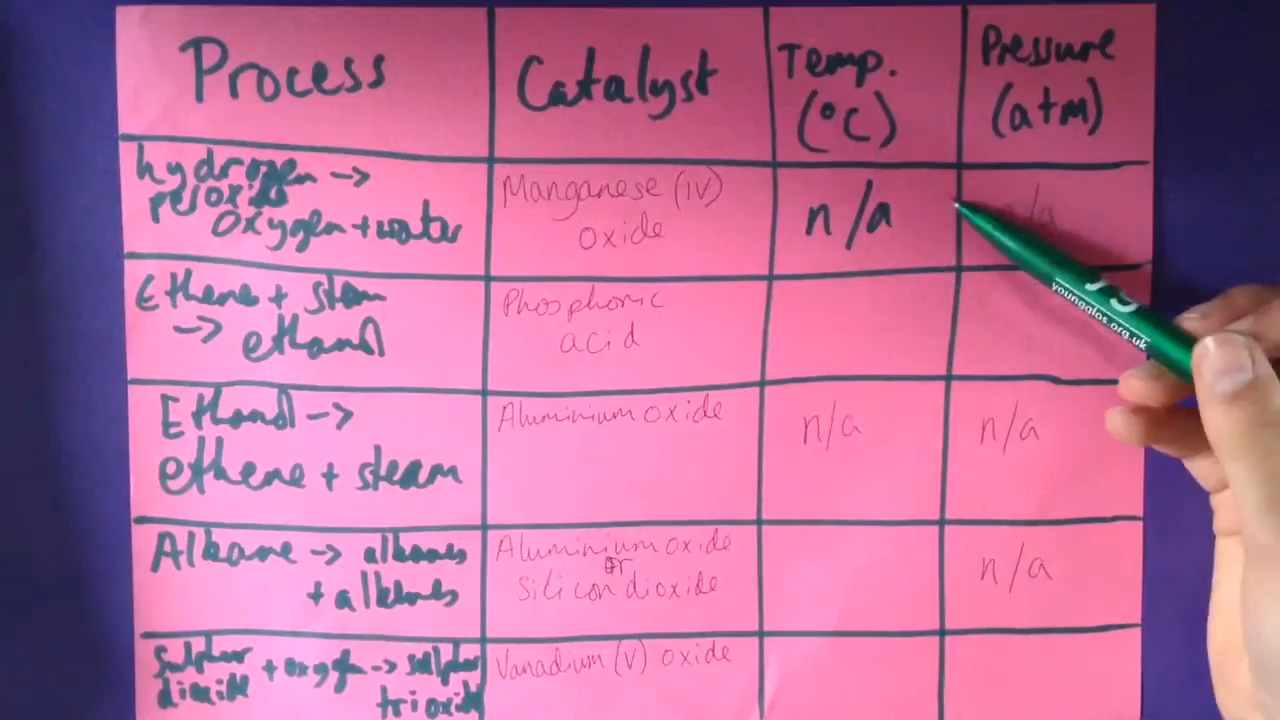 Process
Catalyst
Temp.
(°C)
Pressure
(atm)
hydrogen →
peroxide
oxygen + water
Manganese (IV)
oxide
n/a
n/a
Ethene + steam
→ ethanol
Phosphoric
acid
Ethanol →
ethene + steam
Aluminium oxide
n/a
n/a
Alkane → alkanes
+ alkenes
Aluminium oxide
or
Silicon dioxide
n/a
Sulphur
dioxide
+ oxygen → sulphur
trioxide
Vanadium (V) oxide
youngglos.org.uk